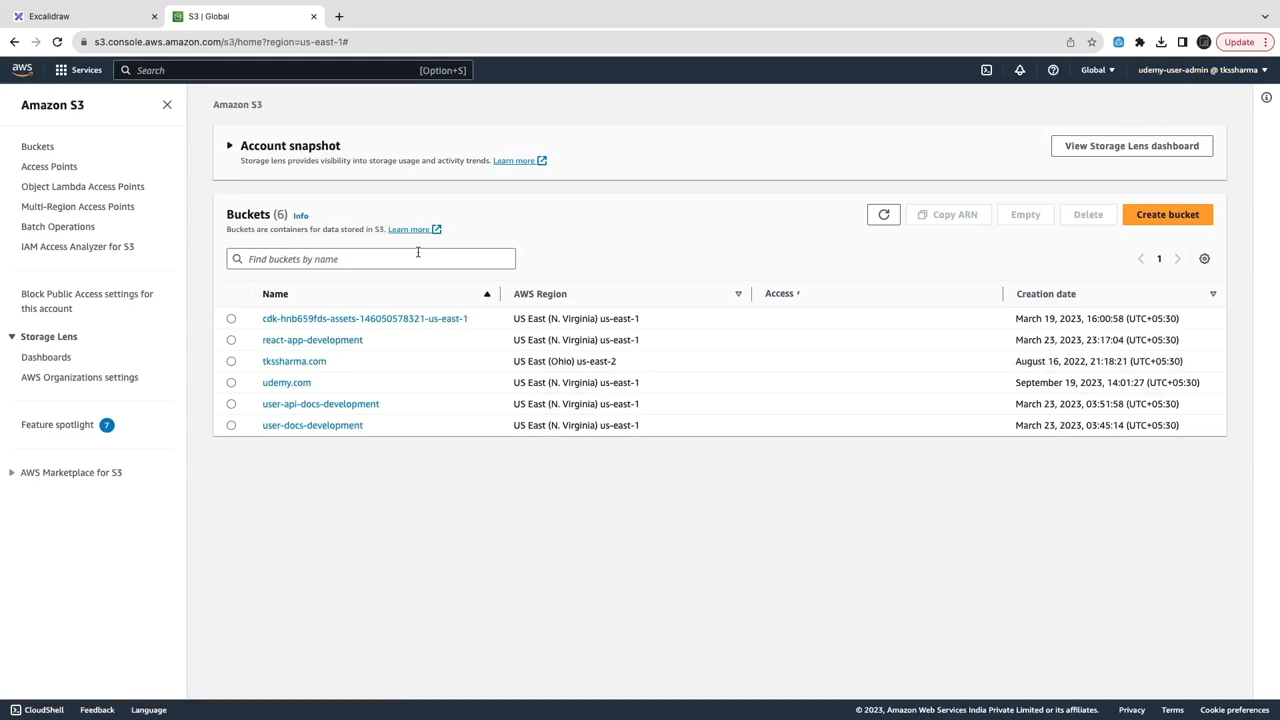 Excalidraw
S3 | Global
s3.console.aws.amazon.com/s3/home?region=us-east-1#
Update
aws
Services
Search
[Option+S]
Global
udemy-user-admin @ tkssharma
Amazon S3
Buckets
Access Points
Object Lambda Access Points
Multi-Region Access Points
Batch Operations
IAM Access Analyzer for S3
Block Public Access settings for
this account
Storage Lens
Dashboards
AWS Organizations settings
Feature spotlight 7
AWS Marketplace for S3
Amazon S3
Account snapshot
Storage lens provides visibility into storage usage and activity trends. Learn more
View Storage Lens dashboard
Buckets (6) Info
Buckets are containers for data stored in S3. Learn more
Copy ARN
Empty
Delete
Create bucket
Find buckets by name
1
Name AWS Region Access Creation date
cdk-hnb659fds-assets-146050578321-us-east-1 US East (N. Virginia) us-east-1 March 19, 2023, 16:00:58 (UTC+05:30)
react-app-development US East (N. Virginia) us-east-1 March 23, 2023, 23:17:04 (UTC+05:30)
tkssharma.com US East (Ohio) us-east-2 August 16, 2022, 21:18:21 (UTC+05:30)
udemy.com US East (N. Virginia) us-east-1 September 19, 2023, 14:01:27 (UTC+05:30)
user-api-docs-development US East (N. Virginia) us-east-1 March 23, 2023, 03:51:58 (UTC+05:30)
user-docs-development US East (N. Virginia) us-east-1 March 23, 2023, 03:45:14 (UTC+05:30)
CloudShell Feedback Language
© 2023, Amazon Web Services India Private Limited or its affiliates. Privacy Terms Cookie preferences